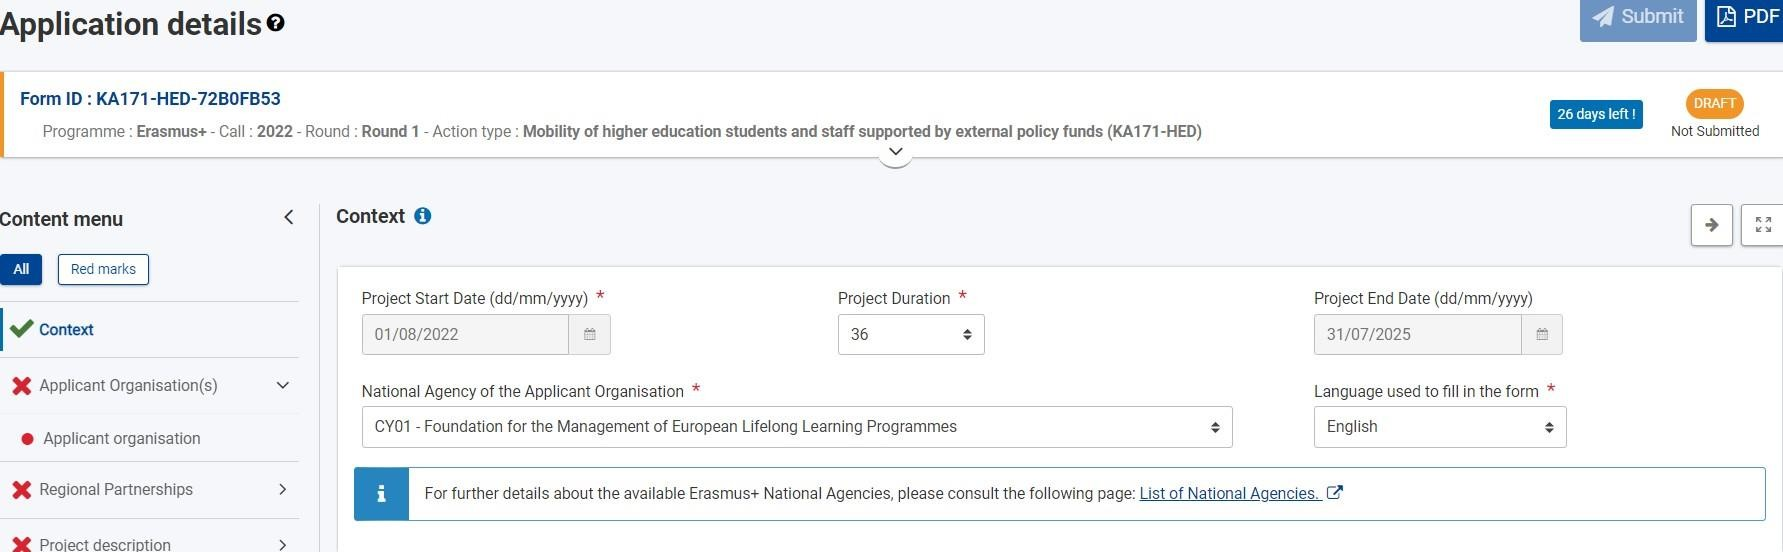 Application details
Submit
PDF
Form ID : KA171-HED-72B0FB53
Programme : Erasmus+ - Call : 2022 - Round : Round 1 - Action type : Mobility of higher education students and staff supported by external policy funds (KA171-HED)
26 days left !
DRAFT
Not Submitted
Content menu
All
Red marks
Context
Applicant Organisation(s)
Applicant organisation
Regional Partnerships
Project description
Context
Project Start Date (dd/mm/yyyy) *
01/08/2022
Project Duration *
36
Project End Date (dd/mm/yyyy)
31/07/2025
National Agency of the Applicant Organisation *
CY01 - Foundation for the Management of European Lifelong Learning Programmes
Language used to fill in the form *
English
For further details about the available Erasmus+ National Agencies, please consult the following page: List of National Agencies.